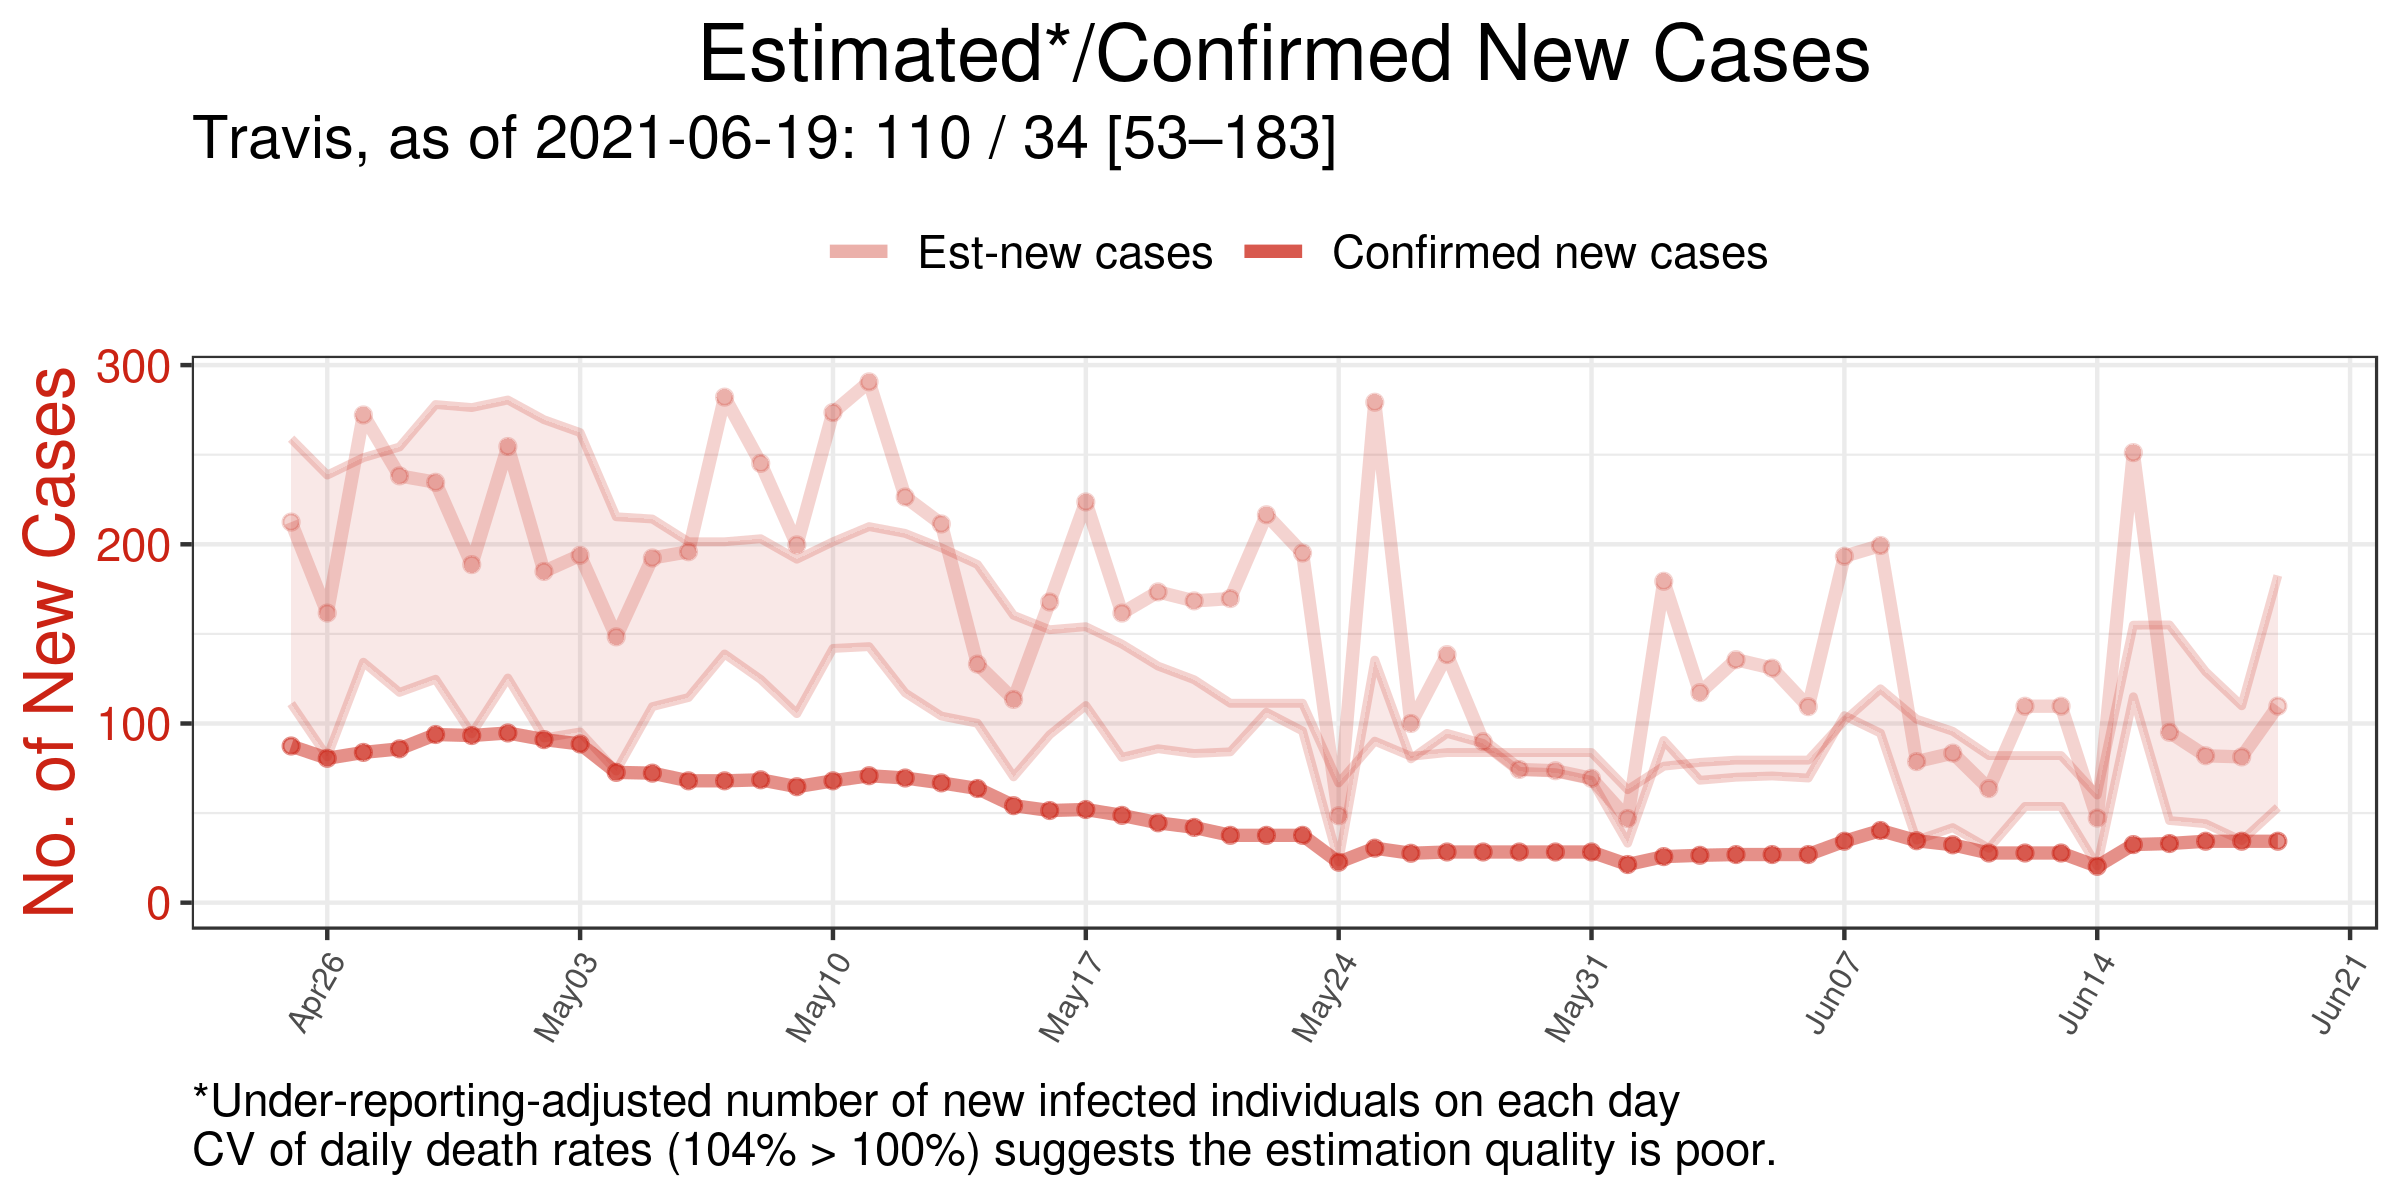 Estimated*/Confirmed New Cases
Travis, as of 2021-06-19: 110 / 34 [53–183]
Est-new cases
Confirmed new cases
No. of New Cases
300
200
100
0
Apr26
May03
May10
May17
May24
May31
Jun07
Jun14
Jun21
*Under-reporting-adjusted number of new infected individuals on each day
CV of daily death rates (104% > 100%) suggests the estimation quality is poor.